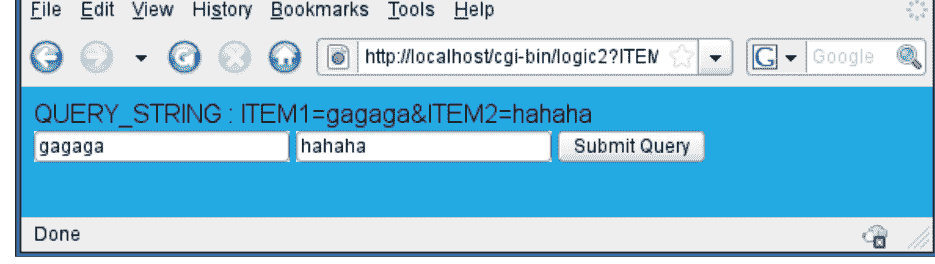 File Edit View History Bookmarks Tools Help
http://localhost/cgi-bin/logic2?ITEM G Google
QUERY_STRING : ITEM1=gagaga&ITEM2=hahaha
gagaga hahaha Submit Query
Done